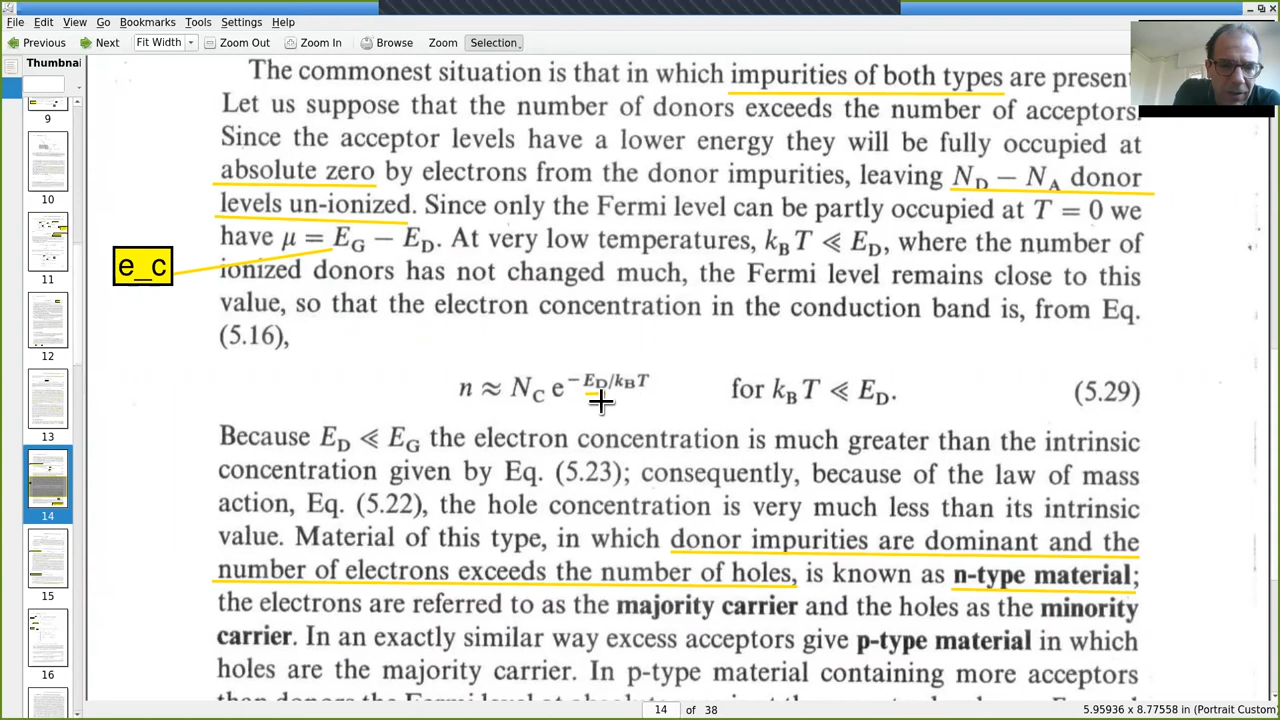 File Edit View Go Bookmarks Tools Settings Help
Previous Next Fit Width Zoom Out Zoom In Browse Zoom Selection
Thumbnai
9
10
11
12
13
14
15
16
The commonest situation is that in which impurities of both types are present
Let us suppose that the number of donors exceeds the number of acceptors.
Since the acceptor levels have a lower energy they will be fully occupied at
absolute zero by electrons from the donor impurities, leaving N_D − N_A donor
levels un-ionized. Since only the Fermi level can be partly occupied at T = 0 we
have μ = E_G − E_D. At very low temperatures, k_B T ≪ E_D, where the number of
e_c
ionized donors has not changed much, the Fermi level remains close to this
value, so that the electron concentration in the conduction band is, from Eq.
(5.16),
n ≈ N_C e^{−E_D/k_B T} for k_B T ≪ E_D. (5.29)
Because E_D ≪ E_G the electron concentration is much greater than the intrinsic
concentration given by Eq. (5.23); consequently, because of the law of mass
action, Eq. (5.22), the hole concentration is very much less than its intrinsic
value. Material of this type, in which donor impurities are dominant and the
number of electrons exceeds the number of holes, is known as n-type material;
the electrons are referred to as the majority carrier and the holes as the minority
carrier. In an exactly similar way excess acceptors give p-type material in which
holes are the majority carrier. In p-type material containing more acceptors
14 of 38 5.95936 x 8.77558 in (Portrait Custom